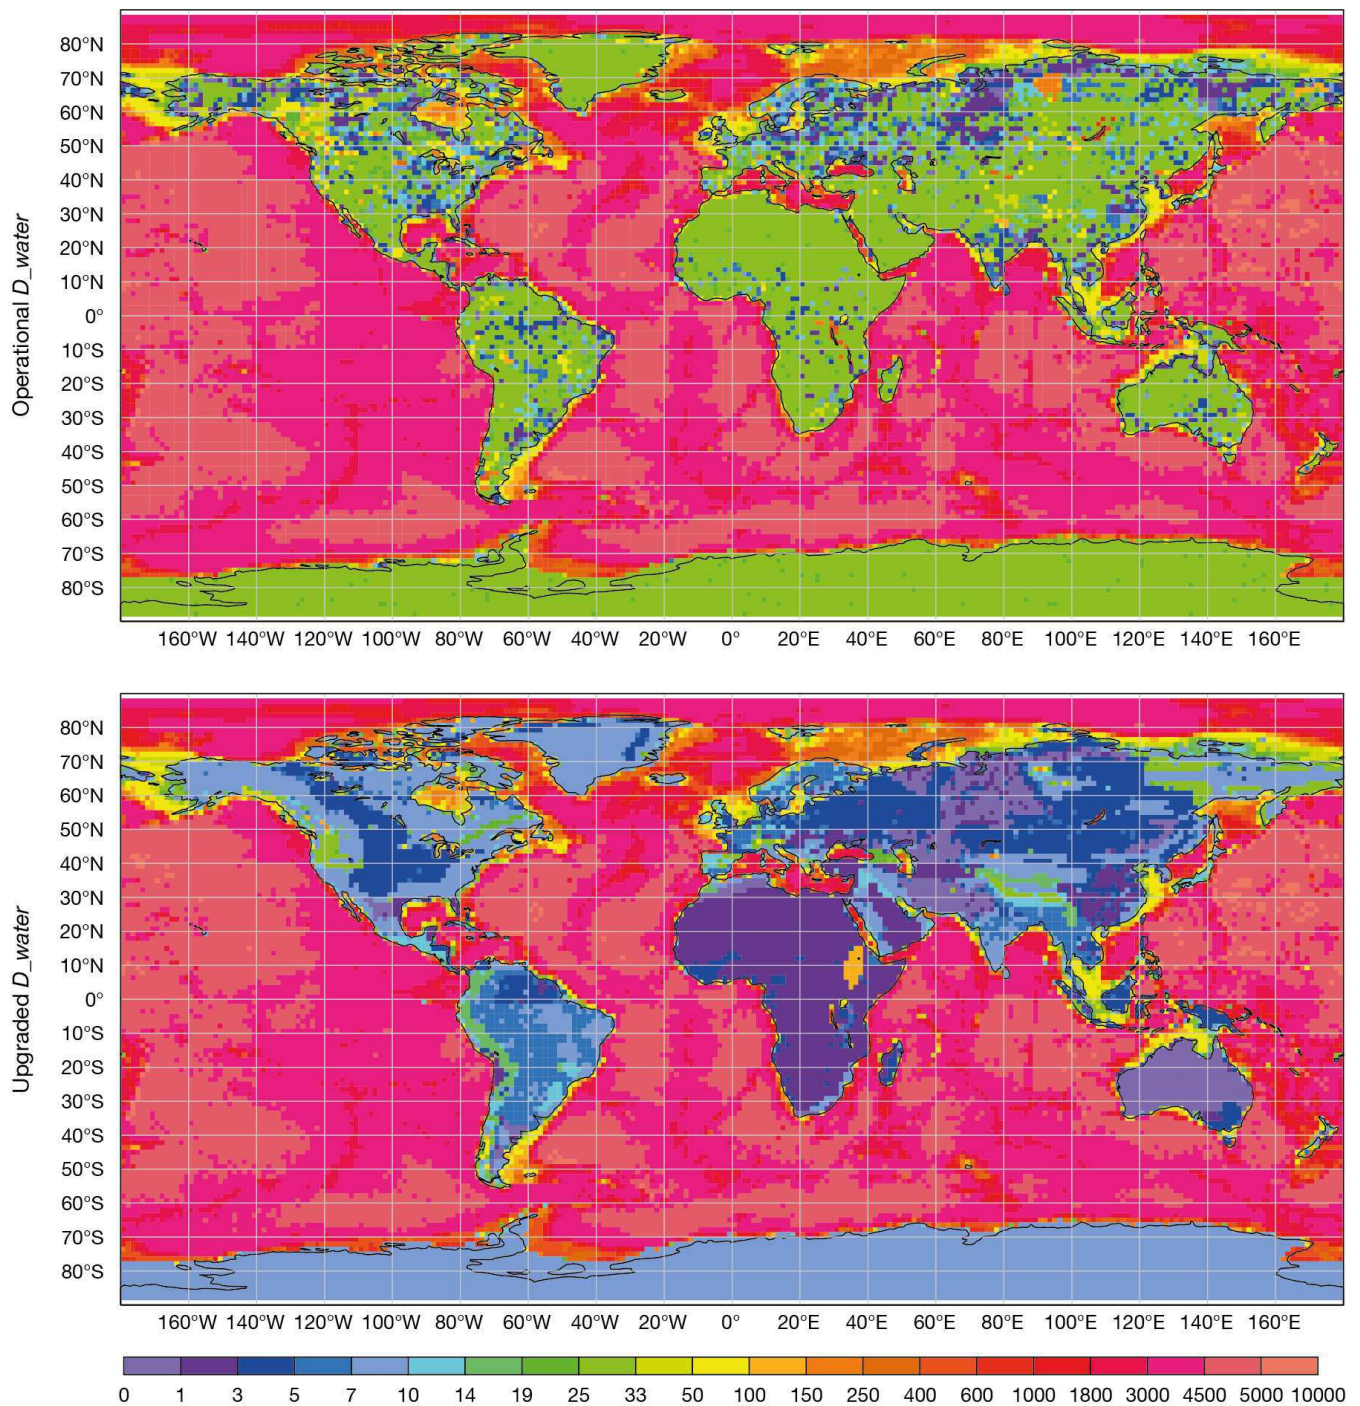 80°N
70°N
60°N
50°N
40°N
30°N
20°N
10°N
0°
10°S
20°S
30°S
40°S
50°S
60°S
70°S
80°S
Operational D_water
160°W 140°W 120°W 100°W 80°W 60°W 40°W 20°W 0° 20°E 40°E 60°E 80°E 100°E 120°E 140°E 160°E
80°N
70°N
60°N
50°N
40°N
30°N
20°N
10°N
0°
10°S
20°S
30°S
40°S
50°S
60°S
70°S
80°S
Upgraded D_water
160°W 140°W 120°W 100°W 80°W 60°W 40°W 20°W 0° 20°E 40°E 60°E 80°E 100°E 120°E 140°E 160°E
0 1 3 5 7 10 14 19 25 33 50 100 150 250 400 600 1000 1800 3000 4500 5000 10000